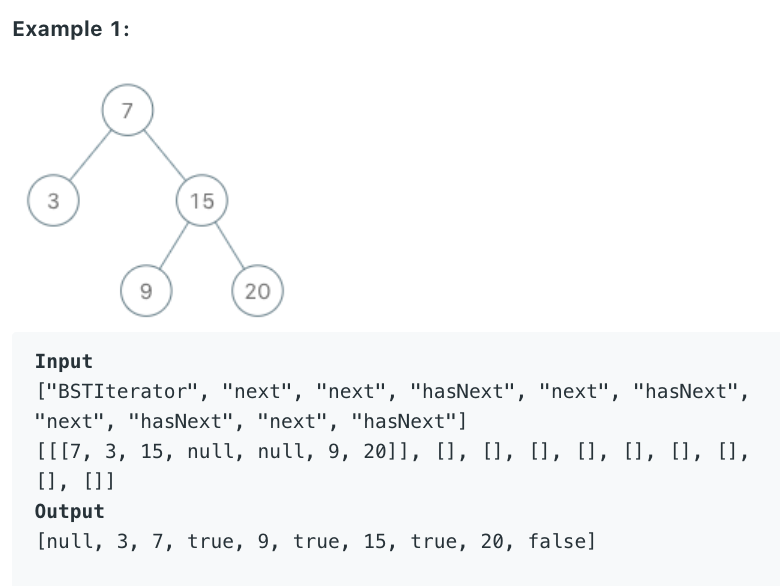 Example 1:
7
3 15
9 20
Input
["BSTIterator", "next", "next", "hasNext", "next", "hasNext",
"next", "hasNext", "next", "hasNext"]
[[[7, 3, 15, null, null, 9, 20]], [], [], [], [], [], [], [],
[], []]
Output
[null, 3, 7, true, 9, true, 15, true, 20, false]